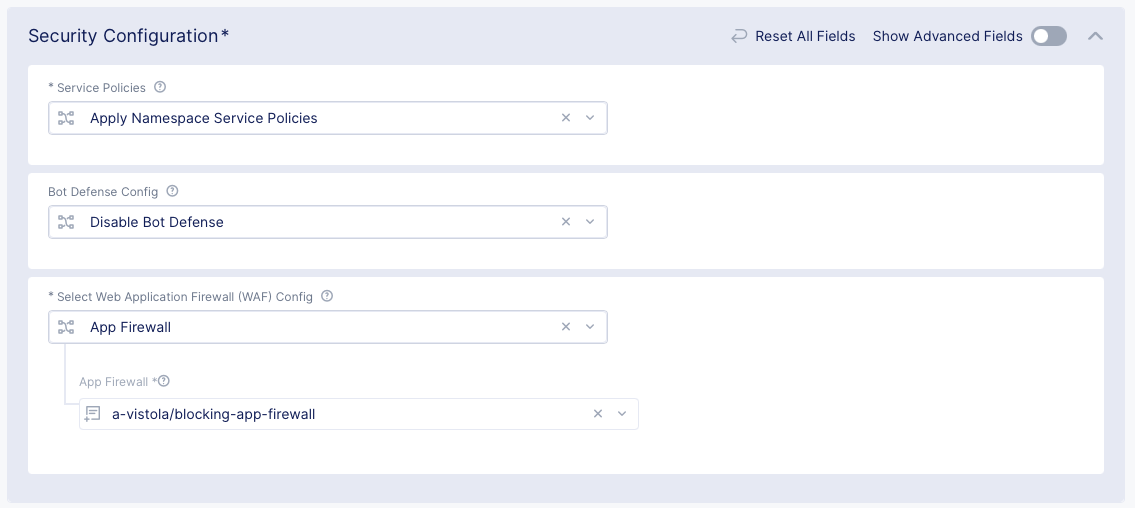 Security Configuration*
Reset All Fields
Show Advanced Fields
* Service Policies
Apply Namespace Service Policies
Bot Defense Config
Disable Bot Defense
* Select Web Application Firewall (WAF) Config
App Firewall
App Firewall *
a-vistola/blocking-app-firewall